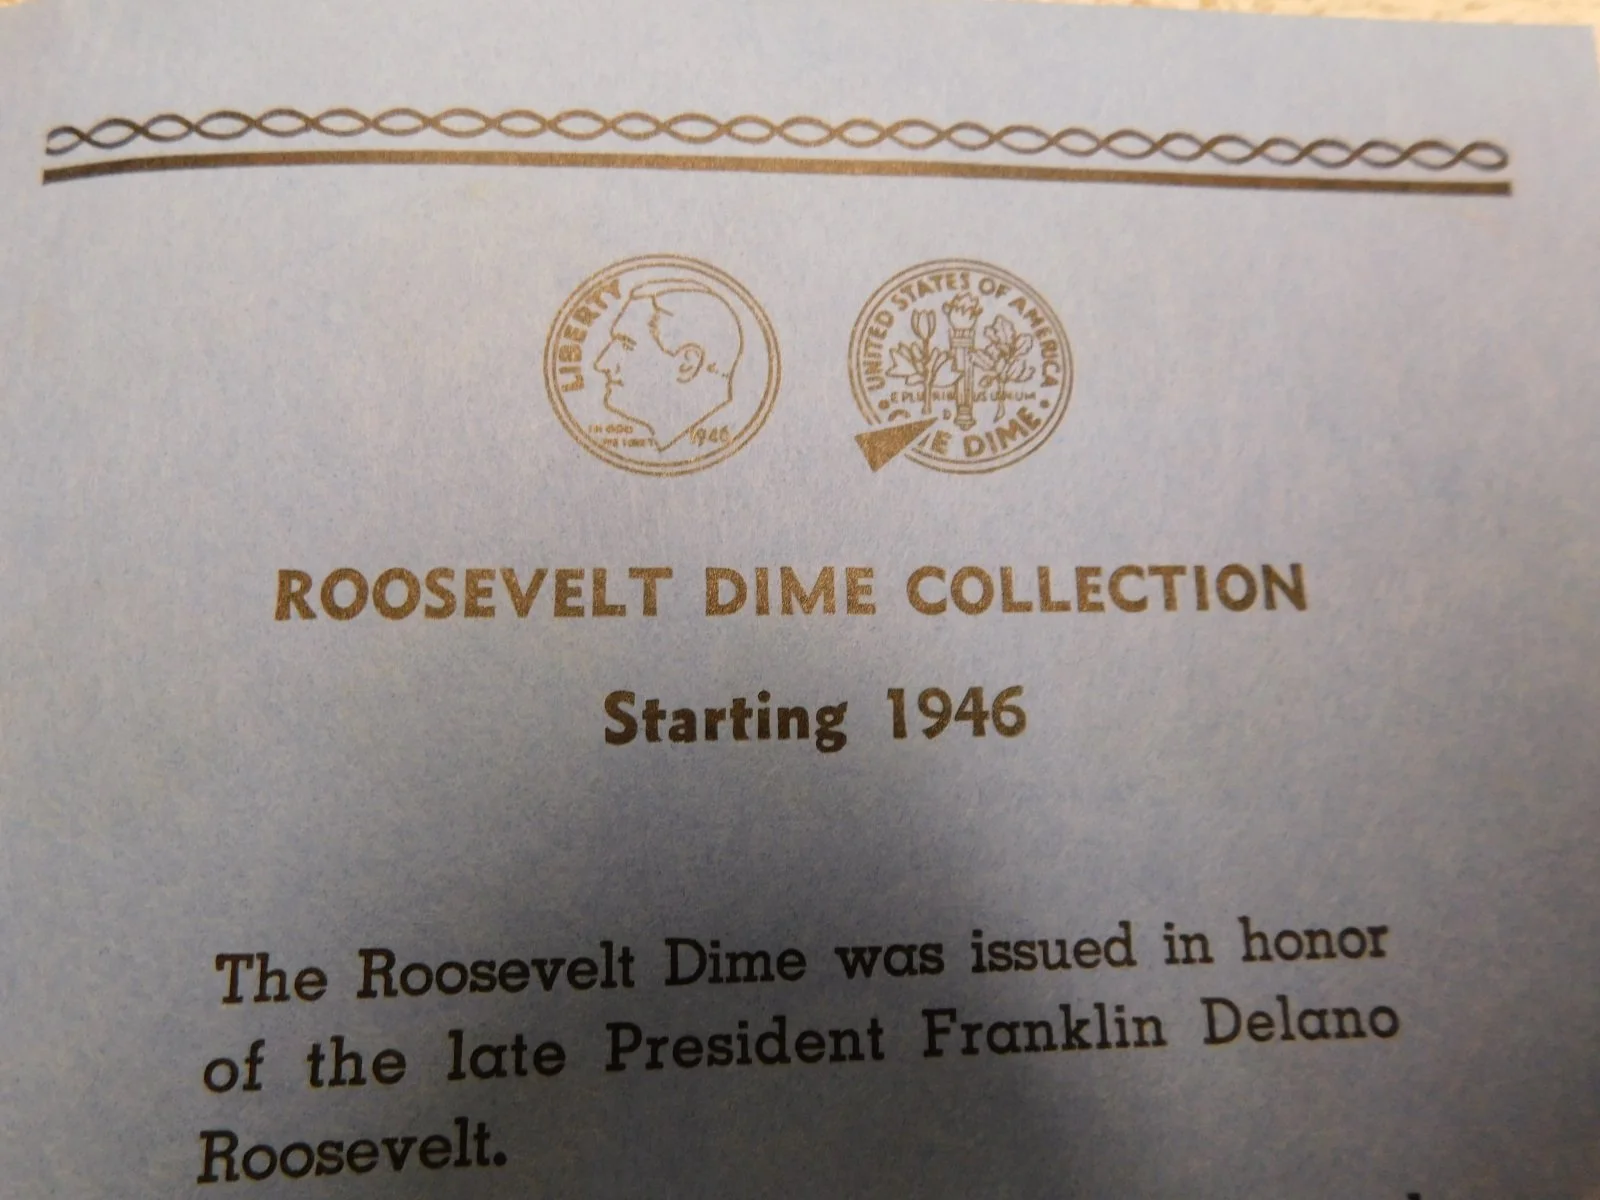 LIBERTY
IN GOD
WE TRUST
1946
UNITED STATES OF AMERICA
E PLURIBUS UNUM
D
DIME
ROOSEVELT DIME COLLECTION
Starting 1946
The Roosevelt Dime was issued in honor
of the late President Franklin Delano
Roosevelt.